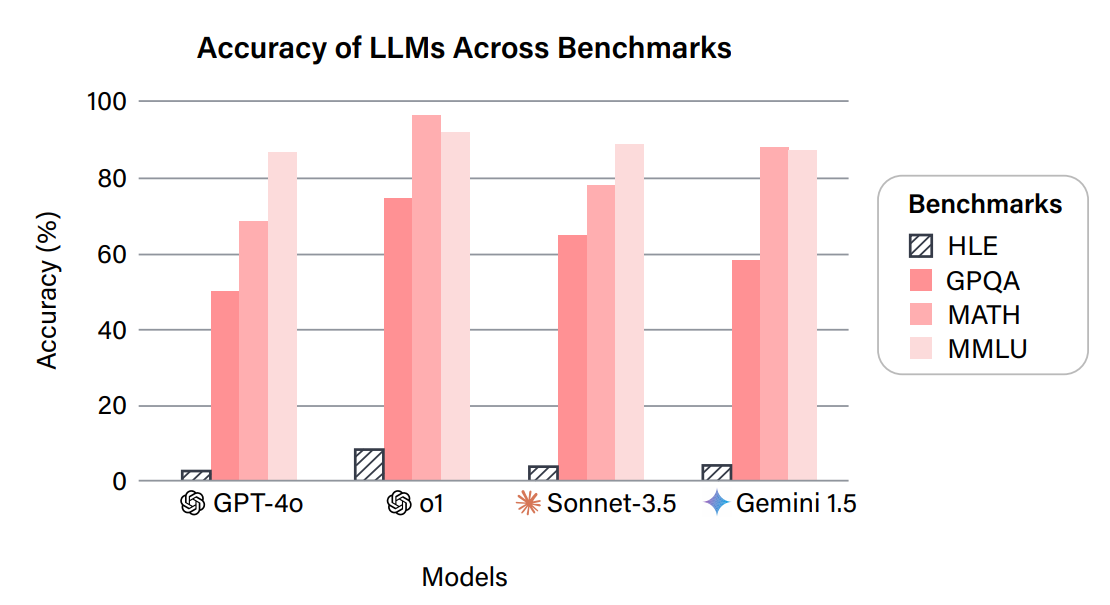 Accuracy of LLMs Across Benchmarks
100
80
60
40
20
0
Accuracy (%)
GPT-4o
o1
Sonnet-3.5
Gemini 1.5
Models
Benchmarks
HLE
GPQA
MATH
MMLU